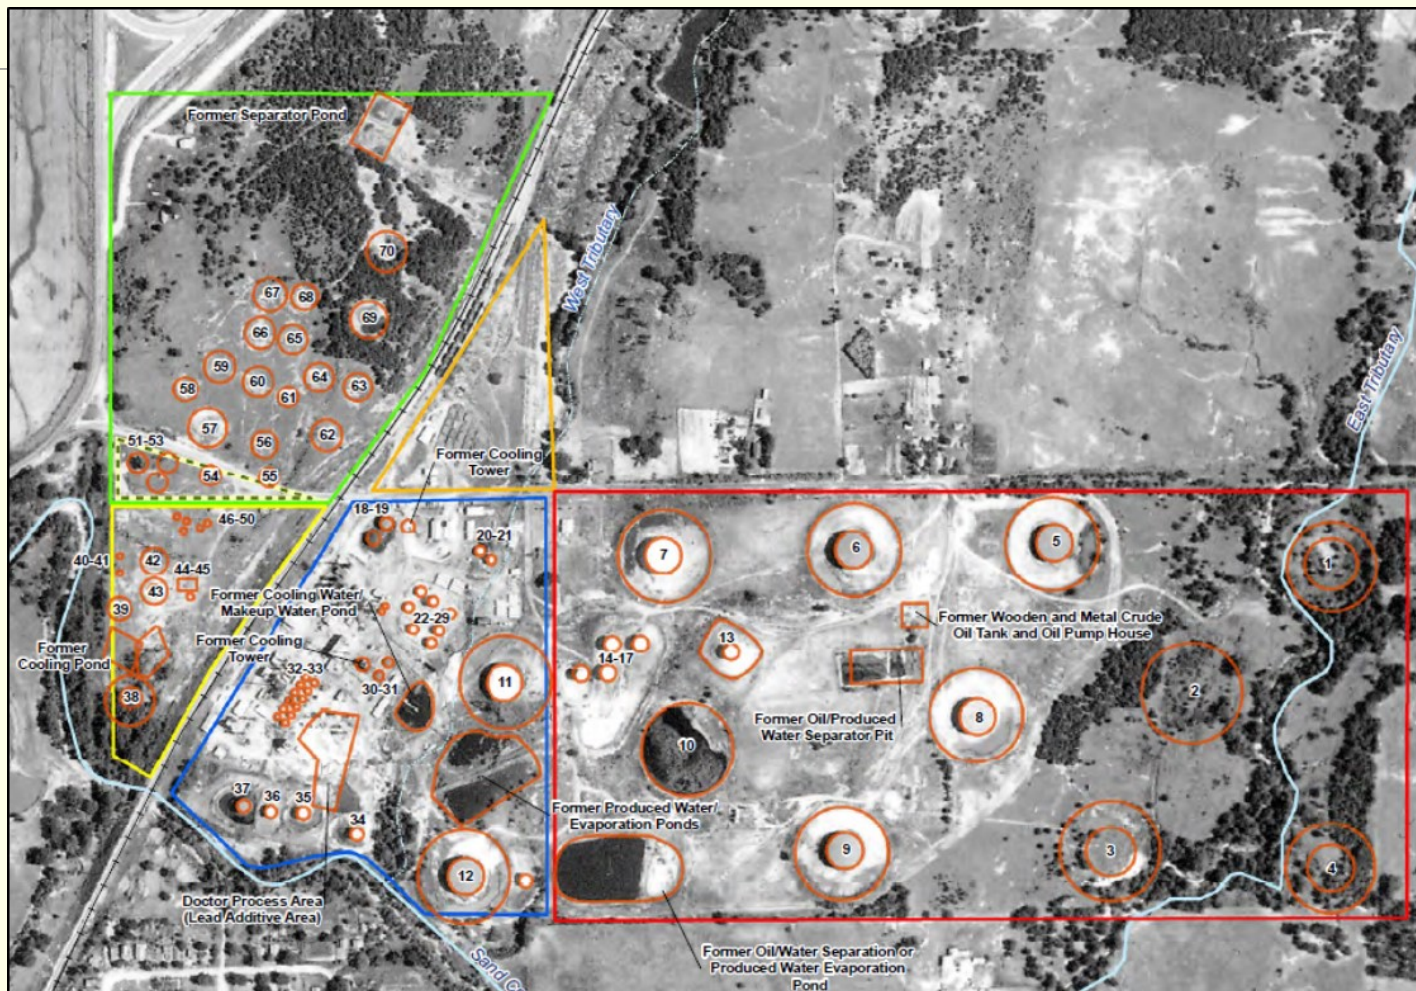 Former Separator Pond
70
67
68
69
66
65
59
60
64
63
58
61
57
56
62
51-53
54
55
West Tributary
East Tributary
Former Cooling
Tower
46-50
18-19
20-21
40-41
42
44-45
43
39
Former Cooling Water/
Makeup Water Pond
22-29
Former
Cooling Pond
Former Cooling
Tower
32-33
30-31
38
11
37
36
35
34
Former Produced Water/
Evaporation Ponds
12
Doctor Process Area
(Lead Additive Area)
Sand
7
6
5
1
Former Wooden and Metal Crude
Oil Tank and Oil Pump House
13
14-17
2
8
Former Oil/Produced
Water Separator Pit
10
9
3
4
Former Oil/Water Separation or
Produced Water Evaporation
Pond